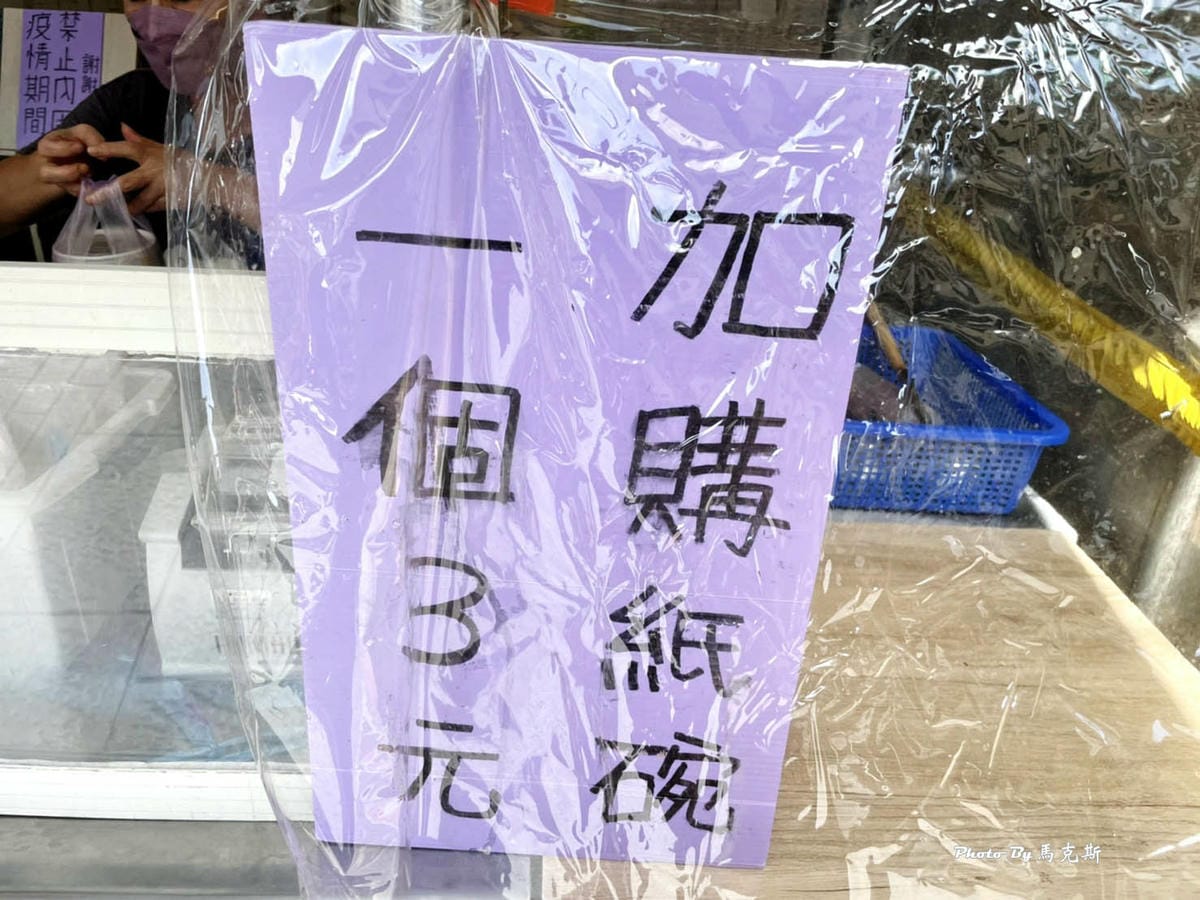 加購紙碗
一個3元
謝謝
禁止內用
疫情期間
Photo By 馬克斯